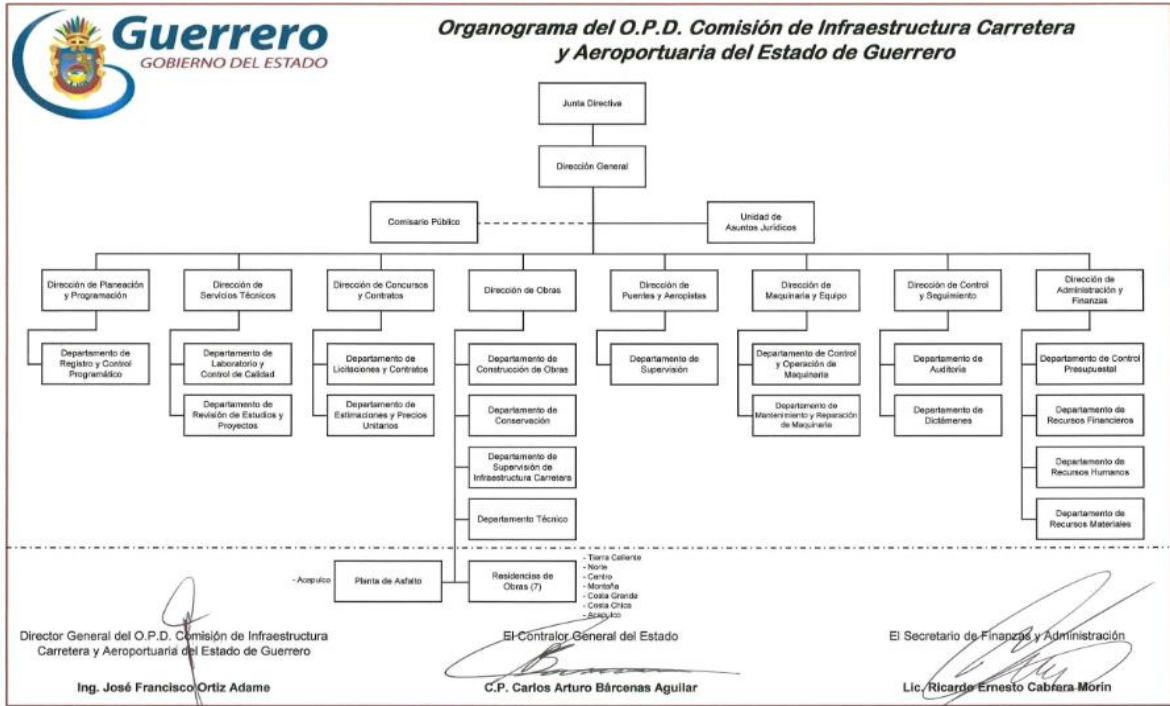 Guerrero
GOBIERNO DEL ESTADO
Organograma del O.P.D. Comisión de Infraestructura Carretera
y Aeroportuaria del Estado de Guerrero
Junta Directiva
Dirección General
Comisario Público
Unidad de
Asuntos Jurídicos
Dirección de Planeación
y Programación
Dirección de
Servicios Técnicos
Dirección de Concursos
y Contratos
Dirección de Obras
Dirección de
Puentes y Aeropistas
Dirección de
Maquinaria y Equipo
Dirección de Control
y Seguimiento
Dirección de
Administración y
Finanzas
Departamento de
Registro y Control
Programático
Departamento de
Laboratorio y
Control de Calidad
Departamento de
Licitaciones y Contratos
Departamento de
Construcción de Obras
Departamento de
Supervisión
Departamento de Control
y Operación de
Maquinaria
Departamento de
Auditoría
Departamento de Control
Presupuestal
Departamento de
Revisión de Estudios y
Proyectos
Departamento de
Estimaciones y Precios
Unitarios
Departamento de
Conservación
Departamento de
Mantenimiento y Reparación
de Maquinaria
Departamento de
Dictámenes
Departamento de
Recursos Financieros
Departamento de
Supervisión de
Infraestructura Carretera
Departamento de
Recursos Humanos
Departamento Técnico
Departamento de
Recursos Materiales
- Acapulco
Planta de Asfalto
Residencias de
Obras (7)
- Tierra Caliente
- Norte
- Centro
- Montaña
- Costa Grande
- Costa Chica
- Acapulco
Director General del O.P.D. Comisión de Infraestructura
Carretera y Aeroportuaria del Estado de Guerrero
Ing. José Francisco Ortiz Adame
El Contralor General del Estado
C.P. Carlos Arturo Bárcenas Aguilar
El Secretario de Finanzas y Administración
Lic. Ricardo Ernesto Cabrera Morín